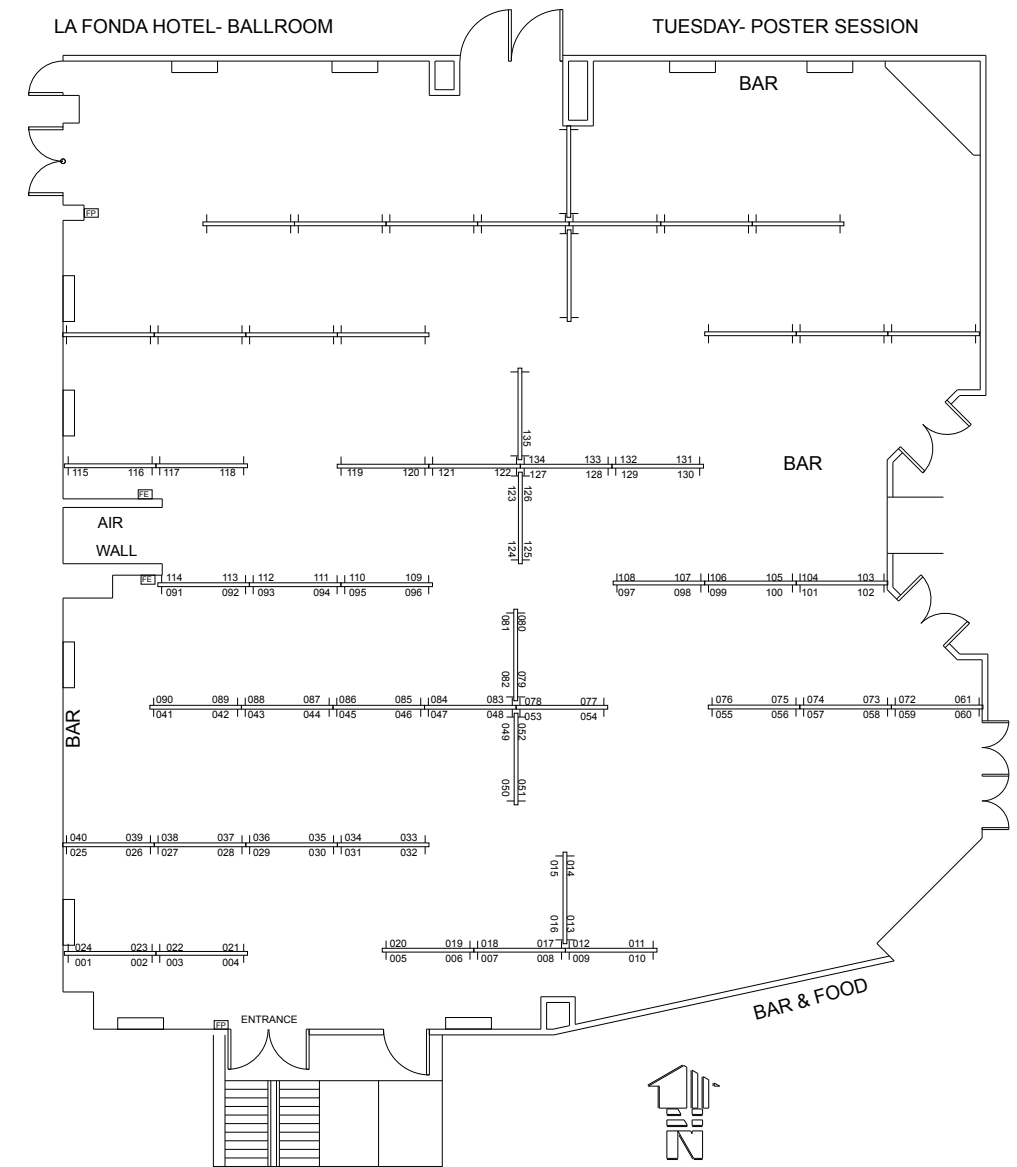 LA FONDA HOTEL- BALLROOM
TUESDAY- POSTER SESSION
BAR
FP
135
134 133 132 131
115 116 117 118 119 120 121 122 127 128 129 130
BAR
123 126
124 125
FE
AIR
WALL
FE
114 113 112 111 110 109 108 107 106 105 104 103
091 092 093 094 095 096 097 098 099 100 101 102
081 080
082 079
090 089 088 087 086 085 084 083 078 077 076 075 074 073 072 061
041 042 043 044 045 046 047 048 053 054 055 056 057 058 059 060
BAR
049 052
050 051
040 039 038 037 036 035 034 033
025 026 027 028 029 030 031 032
015 014
016 013
024 023 022 021 020 019 018 017 012 011
001 002 003 004 005 006 007 008 009 010
BAR & FOOD
FP
ENTRANCE
N